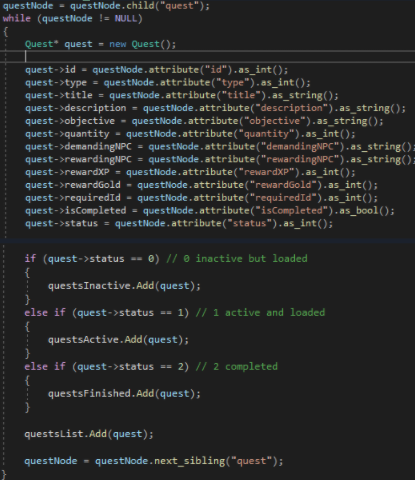 questNode = questNode.child("quest");
while (questNode != NULL)
{
Quest* quest = new Quest();
quest->id = questNode.attribute("id").as_int();
quest->type = questNode.attribute("type").as_int();
quest->title = questNode.attribute("title").as_string();
quest->description = questNode.attribute("description").as_string();
quest->objective = questNode.attribute("objective").as_string();
quest->quantity = questNode.attribute("quantity").as_int();
quest->demandingNPC = questNode.attribute("demandingNPC").as_string()
quest->rewardingNPC = questNode.attribute("rewardingNPC").as_string()
quest->rewardXP = questNode.attribute("rewardXP").as_int();
quest->rewardGold = questNode.attribute("rewardGold").as_int();
quest->requiredId = questNode.attribute("requiredId").as_int();
quest->isCompleted = questNode.attribute("isCompleted").as_bool();
quest->status = questNode.attribute("status").as_int();
if (quest->status == 0) // 0 inactive but loaded
{
questsInactive.Add(quest);
}
else if (quest->status == 1) // 1 active and loaded
{
questsActive.Add(quest);
}
else if (quest->status == 2) // 2 completed
{
questsFinished.Add(quest);
}
questsList.Add(quest);
questNode = questNode.next_sibling("quest");
}